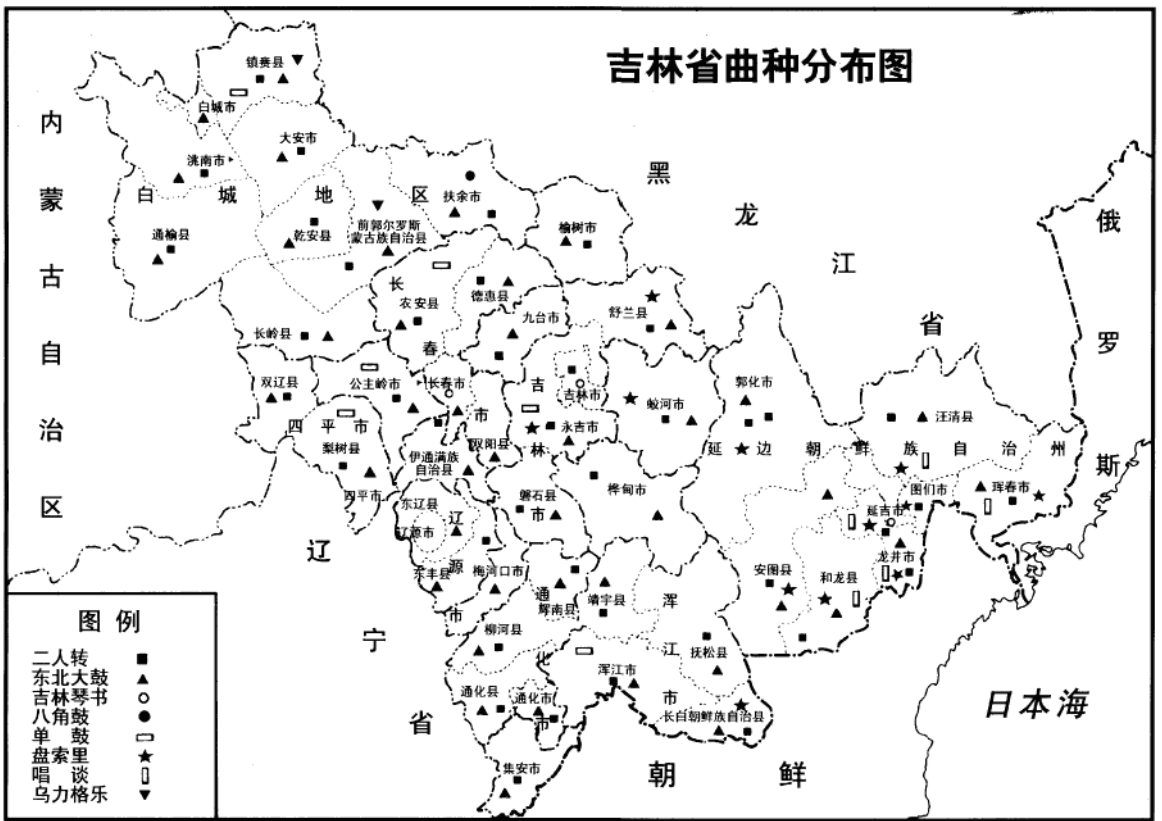 吉林省曲种分布图
内蒙古自治区
黑龙江省
俄罗斯
辽宁省
朝鲜
日本海
白城地区
镇赉县
白城市
大安市
洮南市
扶余市
前郭尔罗斯
蒙古族自治县
乾安县
通榆县
榆树市
长春市
农安县
德惠县
九台市
舒兰县
长岭县
双辽县
公主岭市
长春市
吉林市
吉林市
蛟河市
郭化市
汪清县
四平市
梨树县
永吉市
双阳县
伊通满族
自治县
延边朝鲜族自治州
四平市
东辽县
辽源市
辽源市
磐石县
桦甸市
图们市
珲春市
延吉市
龙井市
东丰县
梅河口市
通化市
辉南县
靖宇县
浑江市
安图县
和龙县
柳河县
抚松县
浑江市
通化县
通化市
长白朝鲜族自治县
集安市
图例
二人转
东北大鼓
吉林琴书
八角鼓
单鼓
盘索里
唱谈
乌力格乐